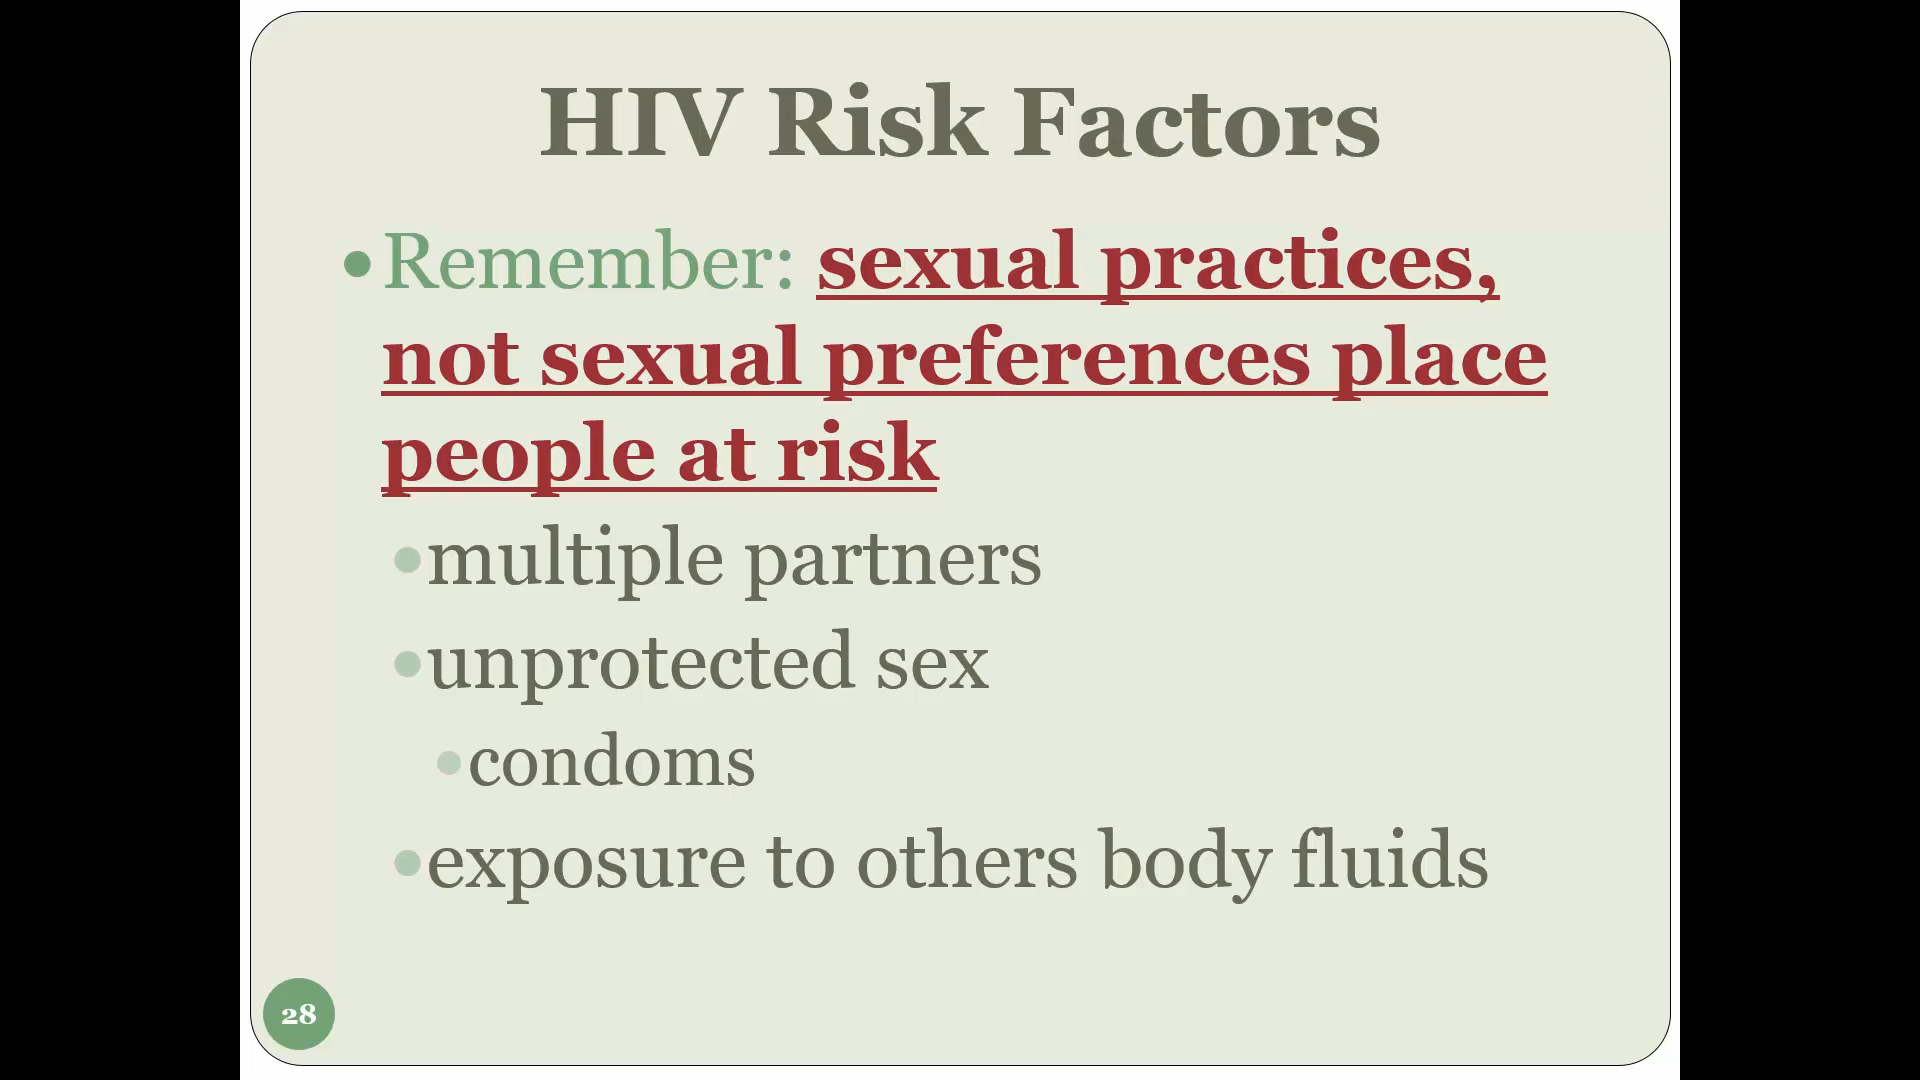 HIV Risk Factors
•Remember: sexual practices,
not sexual preferences place
people at risk
•multiple partners
•unprotected sex
•condoms
•exposure to others body fluids
28